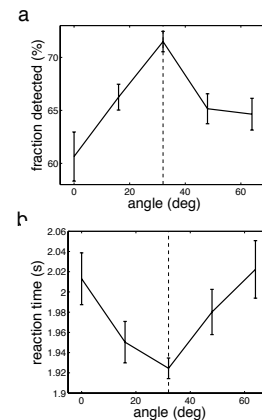 a
70
65
60
fraction detected (%)
0 20 40 60
angle (deg)
b
2.06
2.04
2.02
2
1.98
1.96
1.94
1.92
1.9
reaction time (s)
0 20 40 60
angle (deg)